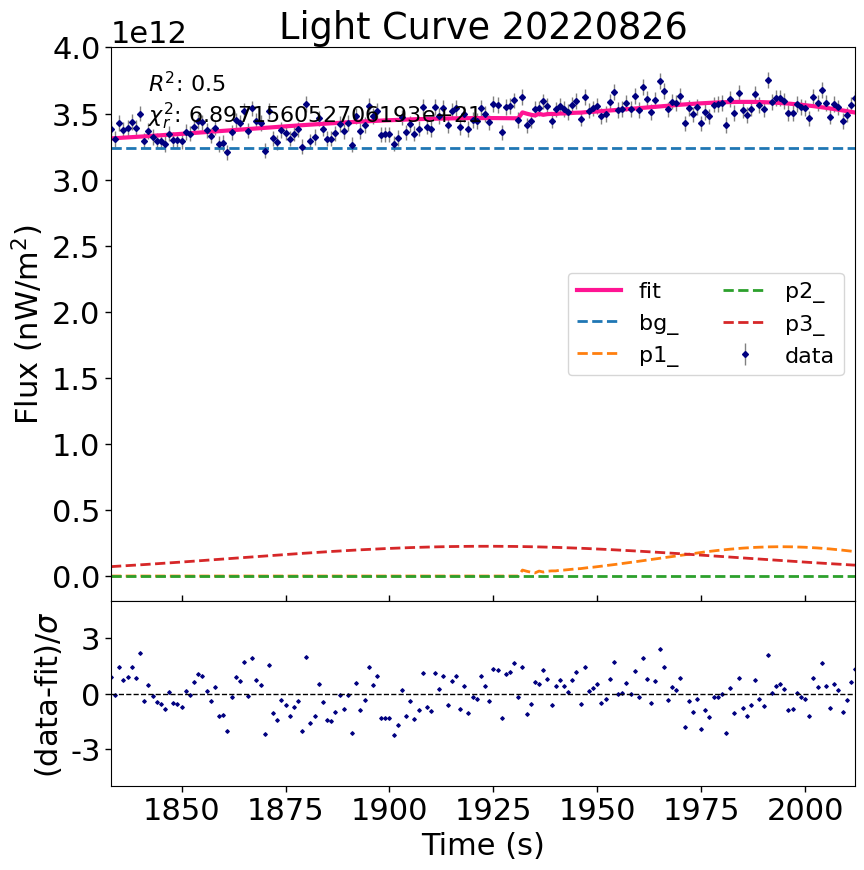 Light Curve 20220826
1e12
R²: 0.5
χ²ᵣ: 6.897156052706193e+21
4.0
3.5
3.0
2.5
2.0
1.5
1.0
0.5
0.0
Flux (nW/m²)
fit
bg_
p1_
p2_
p3_
data
3
0
-3
(data-fit)/σ
1850 1875 1900 1925 1950 1975 2000
Time (s)